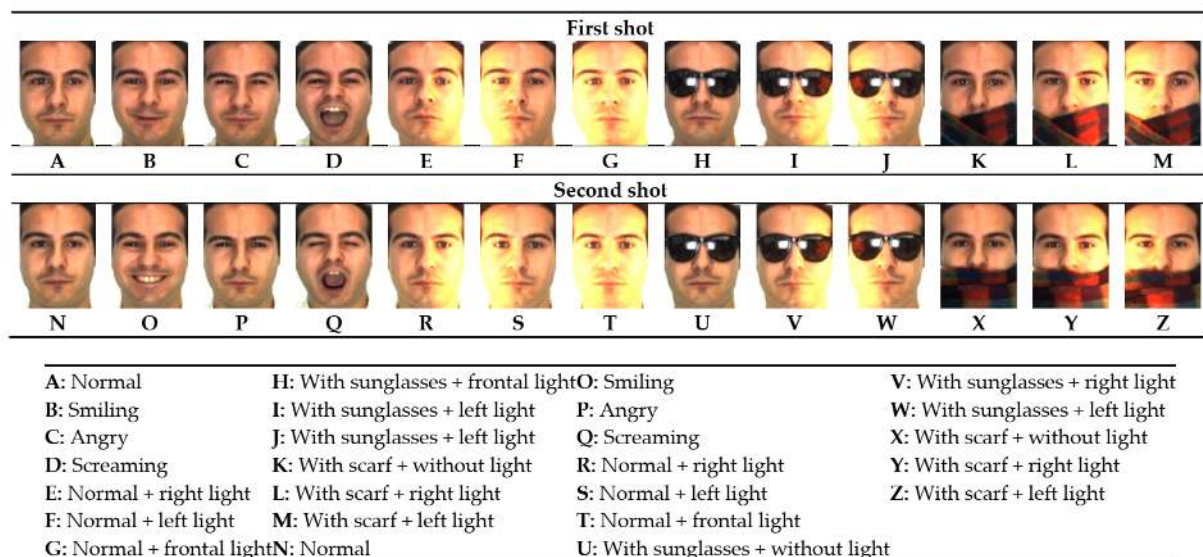 First shot
A B C D E F G H I J K L M
Second shot
N O P Q R S T U V W X Y Z
A: Normal
B: Smiling
C: Angry
D: Screaming
E: Normal + right light
F: Normal + left light
G: Normal + frontal light
H: With sunglasses + frontal light
I: With sunglasses + left light
J: With sunglasses + left light
K: With scarf + without light
L: With scarf + right light
M: With scarf + left light
N: Normal
O: Smiling
P: Angry
Q: Screaming
R: Normal + right light
S: Normal + left light
T: Normal + frontal light
U: With sunglasses + without light
V: With sunglasses + right light
W: With sunglasses + left light
X: With scarf + without light
Y: With scarf + right light
Z: With scarf + left light